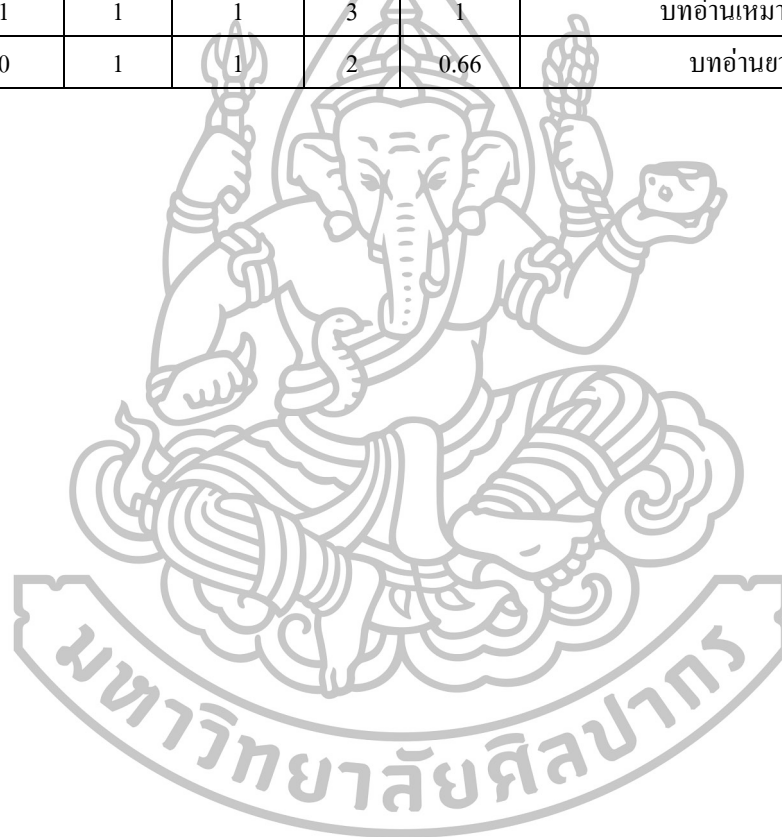 1 1 1 3 1 บทอ่านเหมา
0 1 1 2 0.66 บทอ่านยา
มหาวิทยาลัยศิลปากร